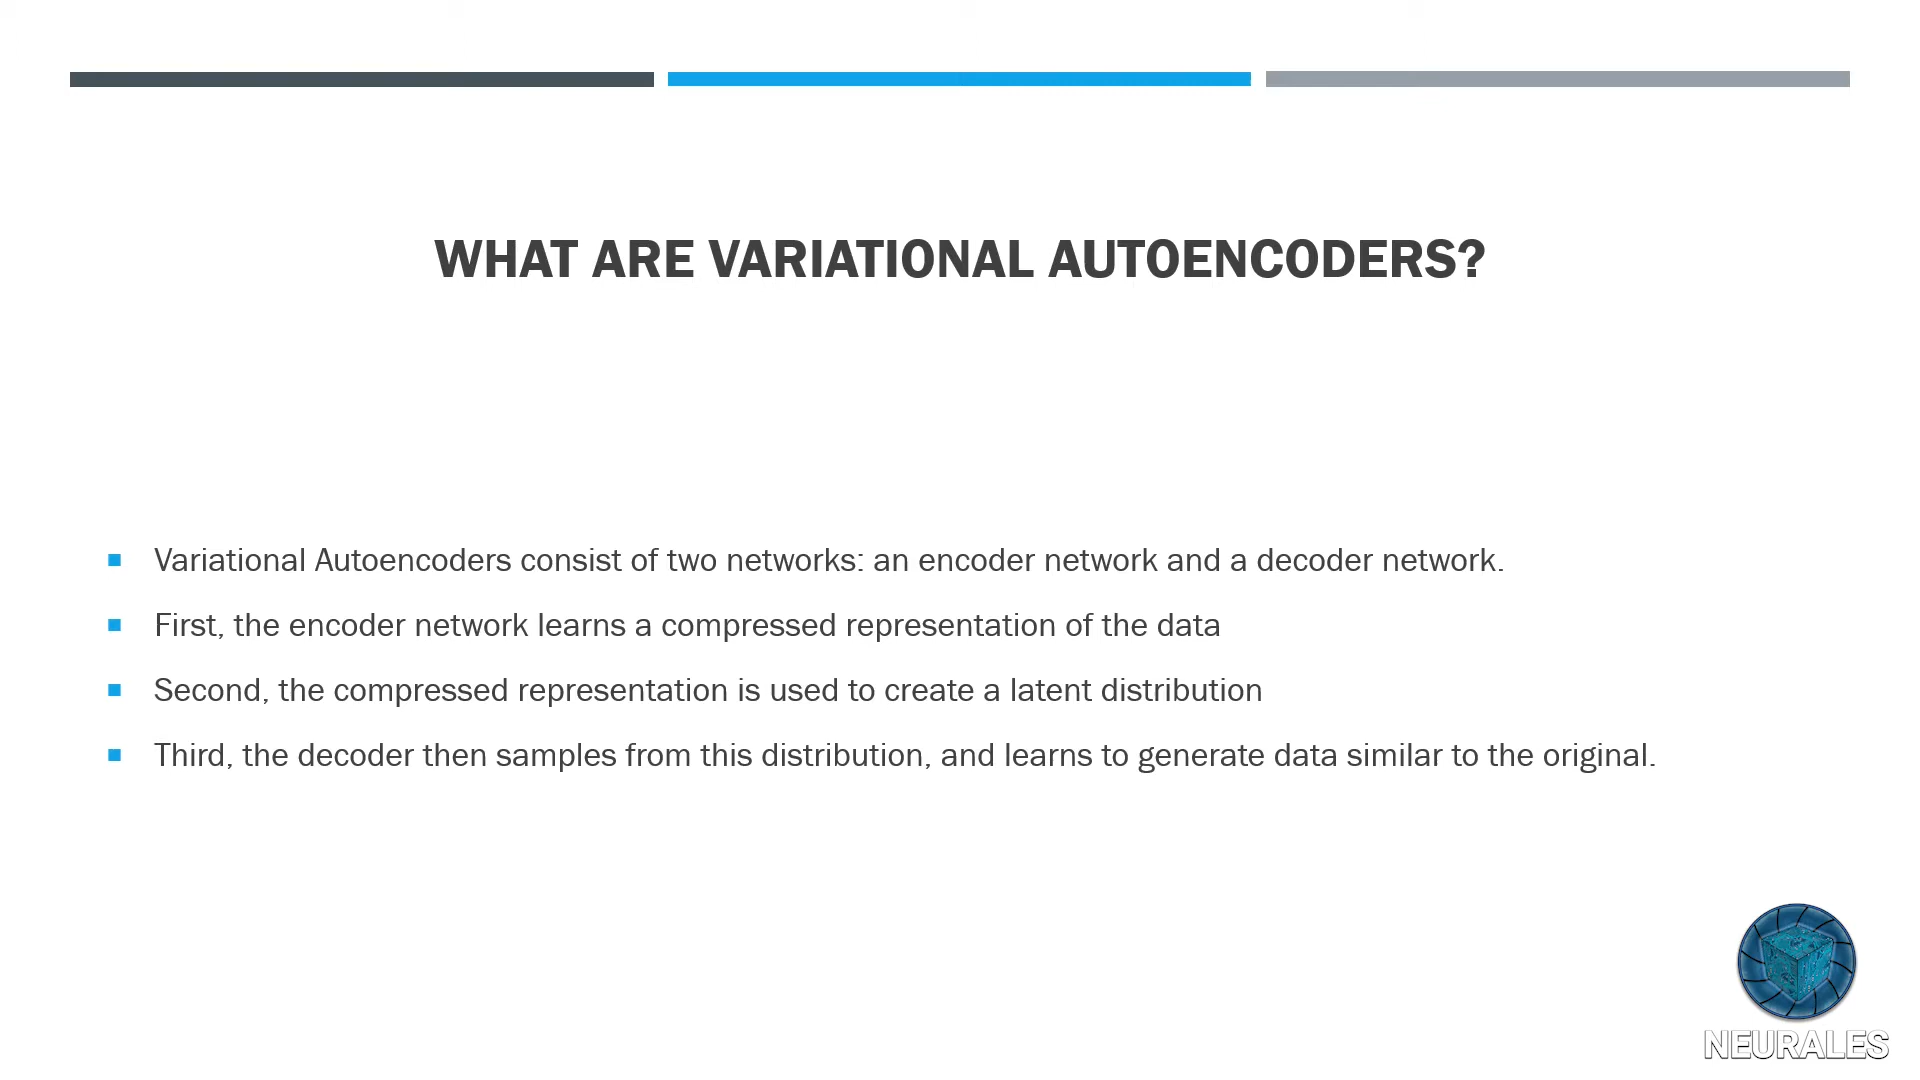 WHAT ARE VARIATIONAL AUTOENCODERS?
Variational Autoencoders consist of two networks: an encoder network and a decoder network.
First, the encoder network learns a compressed representation of the data
Second, the compressed representation is used to create a latent distribution
Third, the decoder then samples from this distribution, and learns to generate data similar to the original.
NEURALES